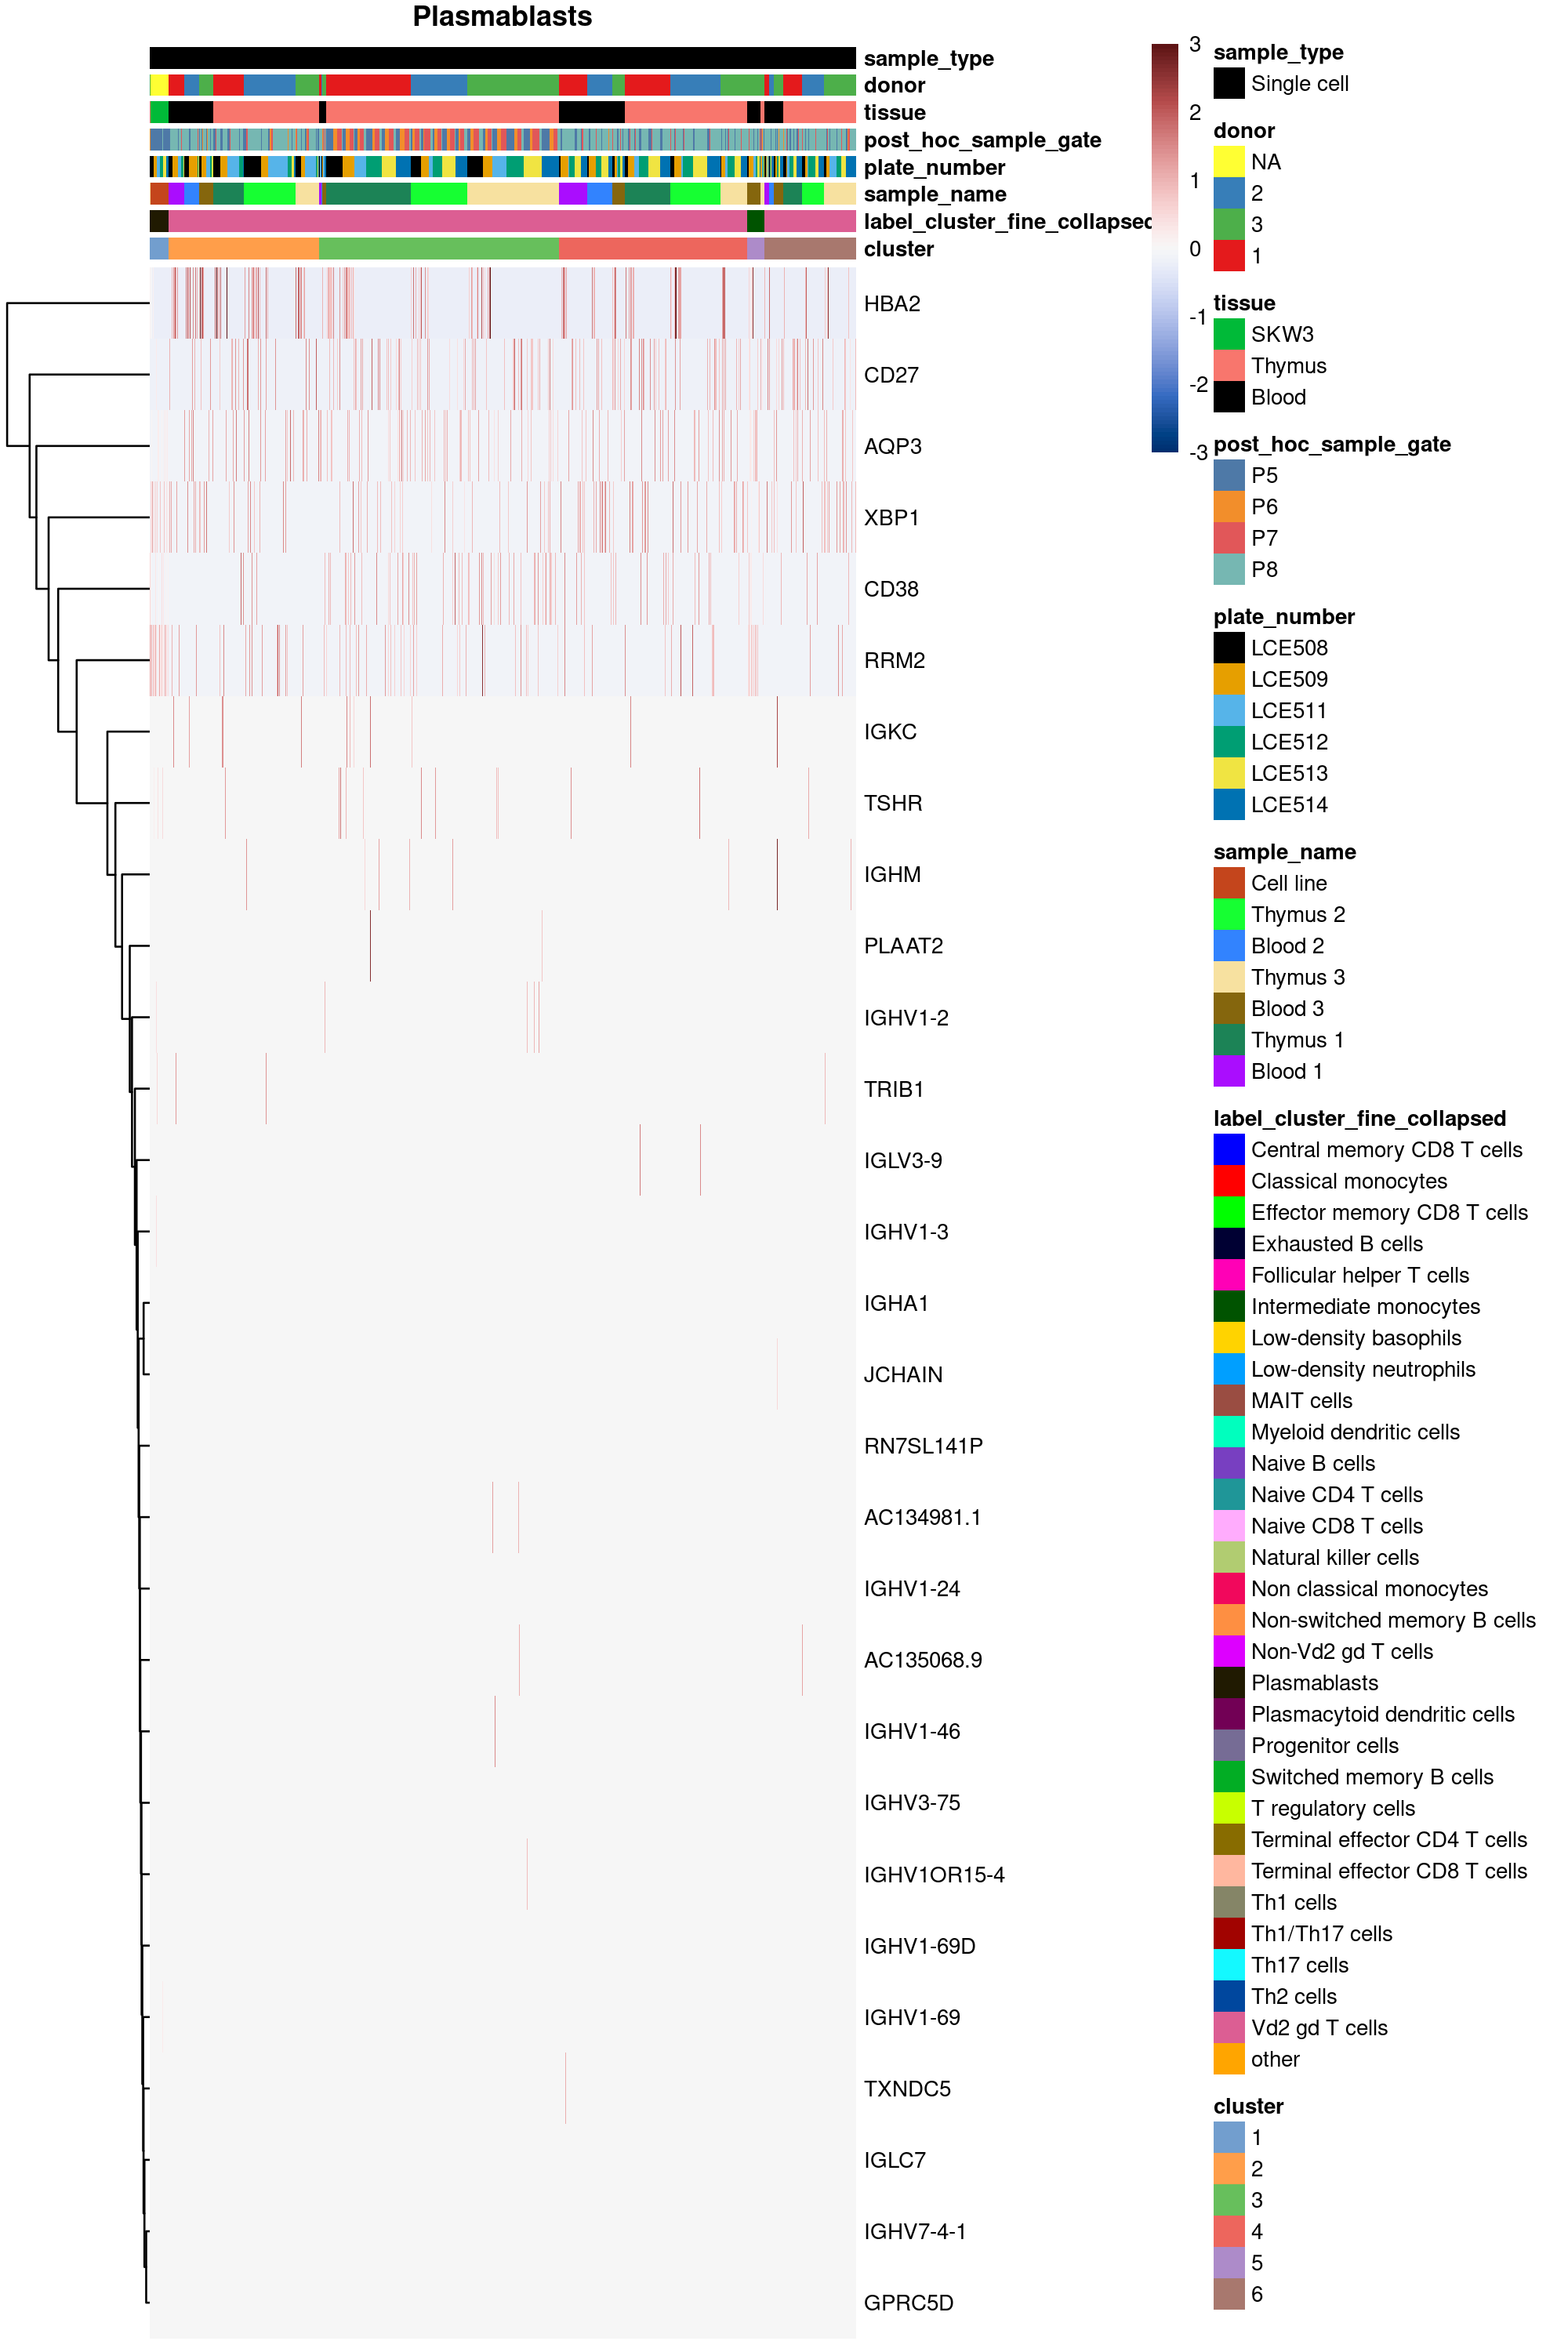 Plasmablasts
sample_type
donor
tissue
post_hoc_sample_gate
plate_number
sample_name
label_cluster_fine_collapsed
cluster
HBA2
CD27
AQP3
XBP1
CD38
RRM2
IGKC
TSHR
IGHM
PLAAT2
IGHV1-2
TRIB1
IGLV3-9
IGHV1-3
IGHA1
JCHAIN
RN7SL141P
AC134981.1
IGHV1-24
AC135068.9
IGHV1-46
IGHV3-75
IGHV1OR15-4
IGHV1-69D
IGHV1-69
TXNDC5
IGLC7
IGHV7-4-1
GPRC5D
3
2
1
0
-1
-2
-3
sample_type
Single cell
donor
NA
2
3
1
tissue
SKW3
Thymus
Blood
post_hoc_sample_gate
P5
P6
P7
P8
plate_number
LCE508
LCE509
LCE511
LCE512
LCE513
LCE514
sample_name
Cell line
Thymus 2
Blood 2
Thymus 3
Blood 3
Thymus 1
Blood 1
label_cluster_fine_collapsed
Central memory CD8 T cells
Classical monocytes
Effector memory CD8 T cells
Exhausted B cells
Follicular helper T cells
Intermediate monocytes
Low-density basophils
Low-density neutrophils
MAIT cells
Myeloid dendritic cells
Naive B cells
Naive CD4 T cells
Naive CD8 T cells
Natural killer cells
Non classical monocytes
Non-switched memory B cells
Non-Vd2 gd T cells
Plasmablasts
Plasmacytoid dendritic cells
Progenitor cells
Switched memory B cells
T regulatory cells
Terminal effector CD4 T cells
Terminal effector CD8 T cells
Th1 cells
Th1/Th17 cells
Th17 cells
Th2 cells
Vd2 gd T cells
other
cluster
1
2
3
4
5
6